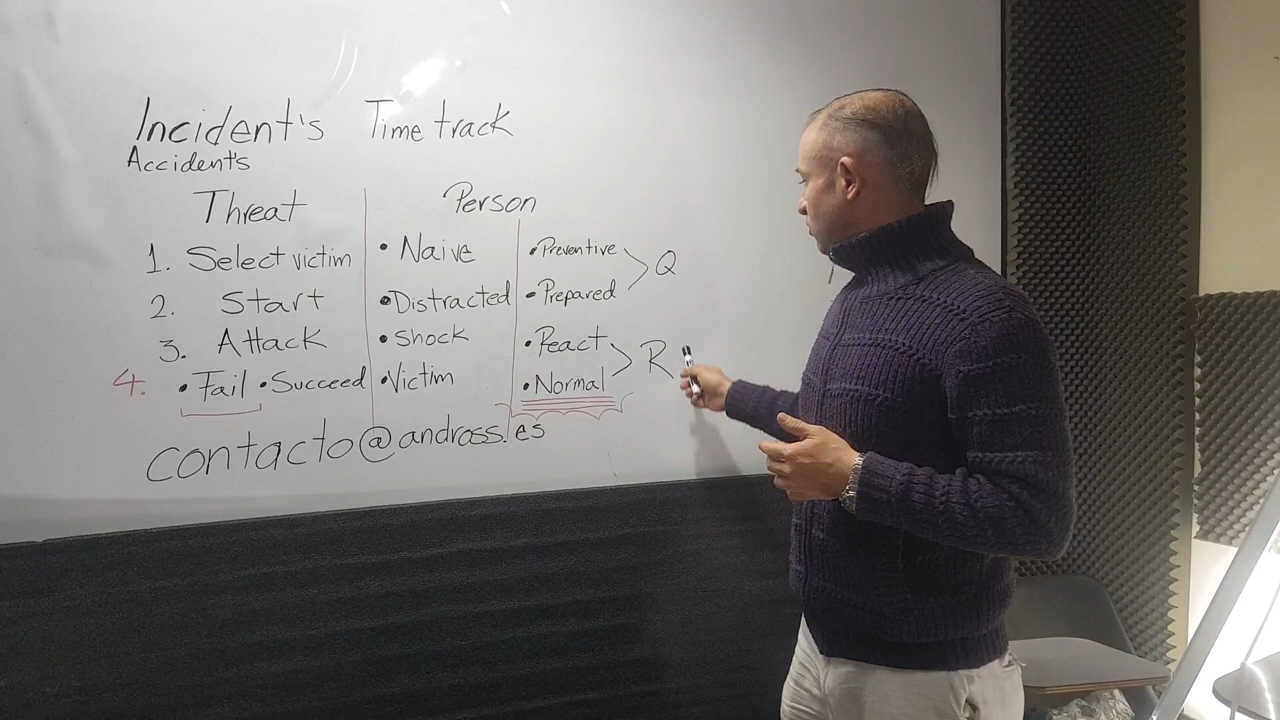 Incident's Time track
Accident's
Threat Person
1. Select victim • Naive • Preventive Q
2. Start • Distracted • Prepared
3. Attack • Shock • React R
4. • Fail • Succeed • Victim • Normal
contacto@andross.es